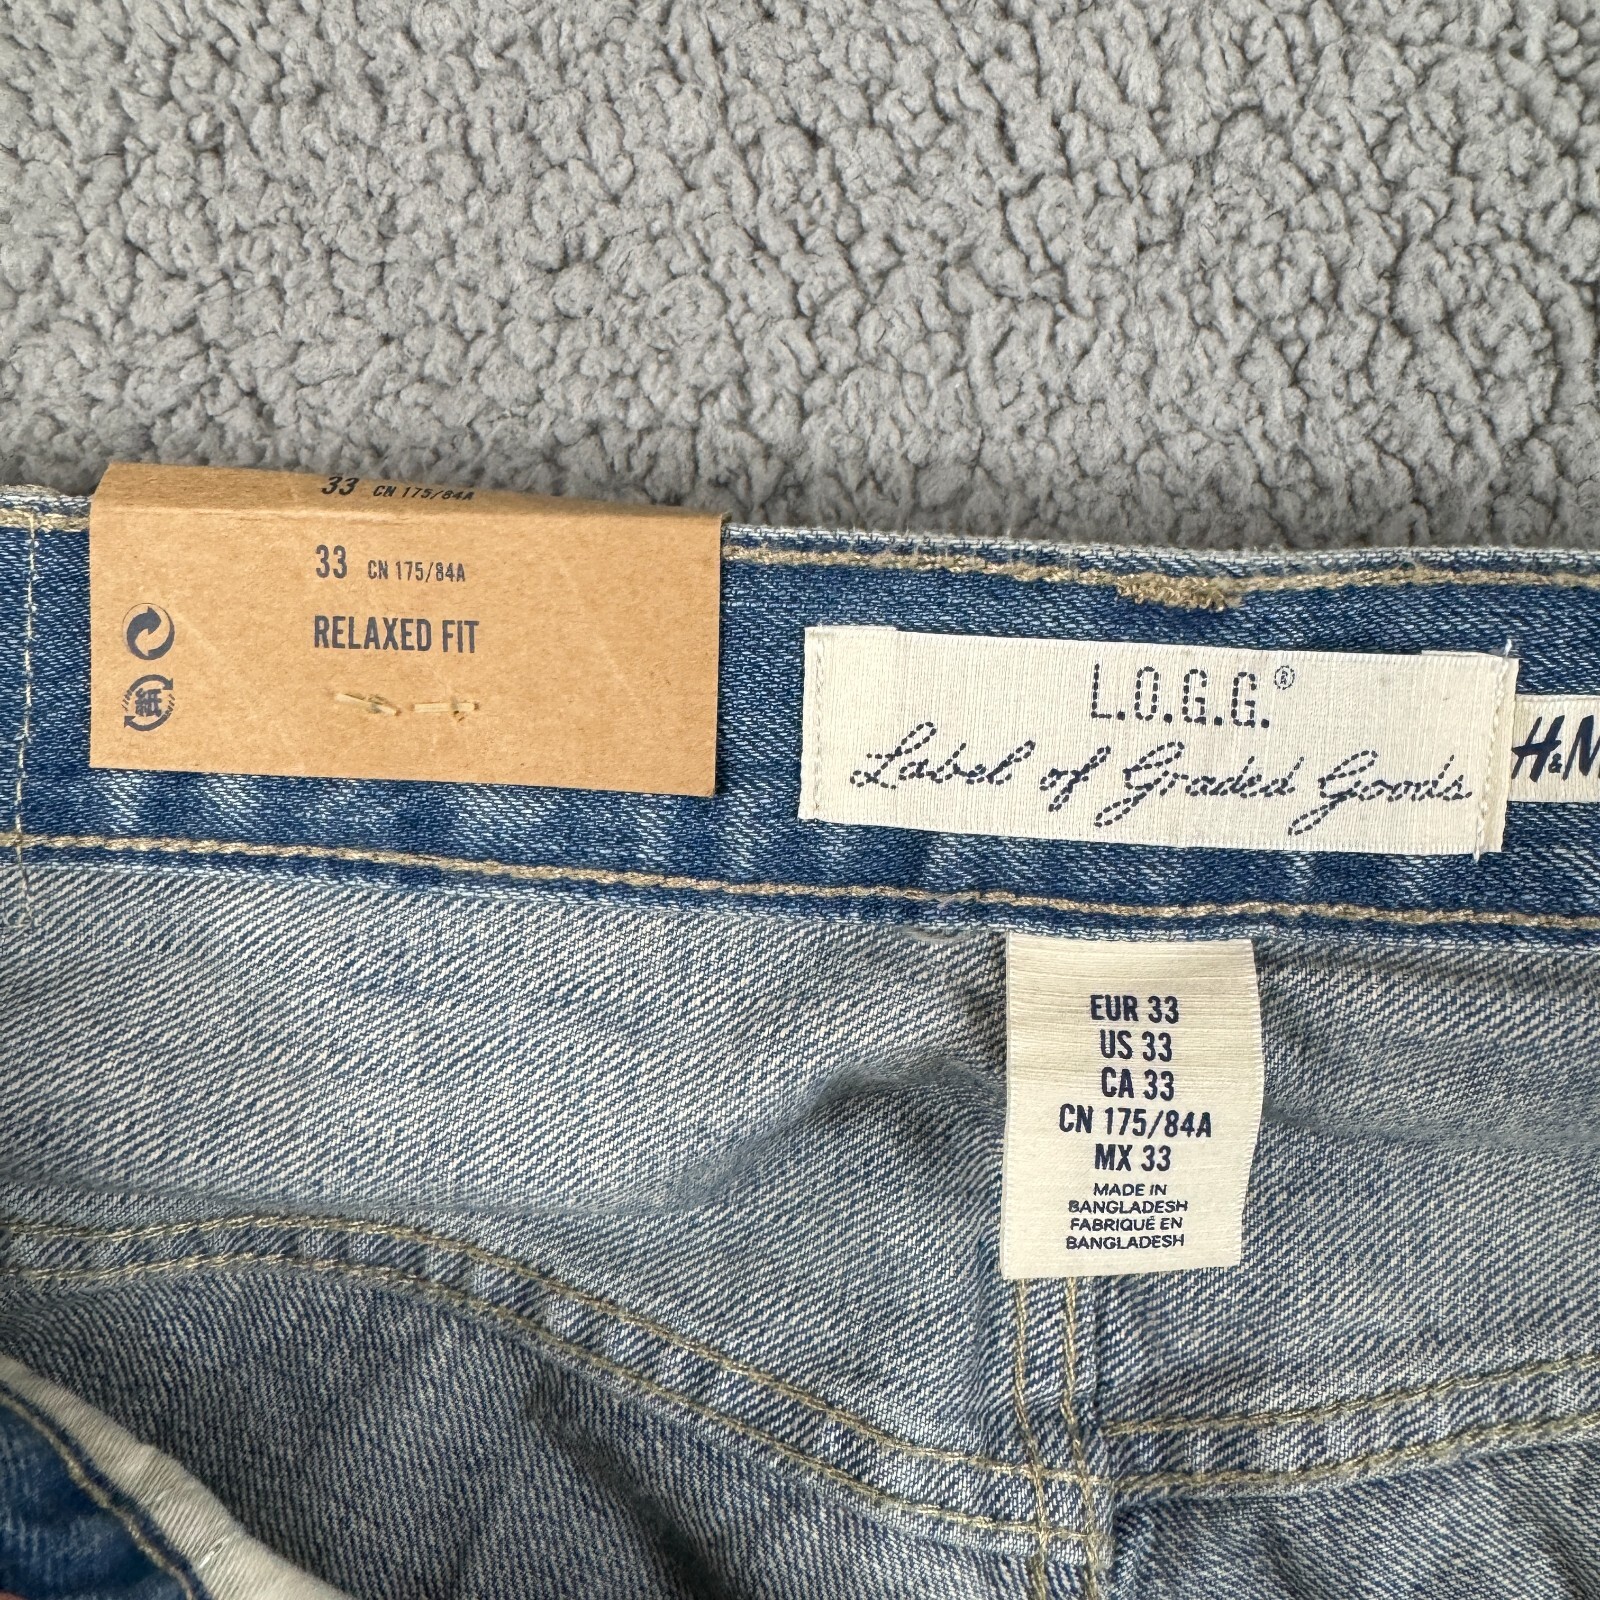 33 CN 175/84A
33 CN 175/84A
RELAXED FIT
紙
L.O.G.G.®
Label of Graded Goods
H&M
EUR 33
US 33
CA 33
CN 175/84A
MX 33
MADE IN
BANGLADESH
FABRIQUÉ EN
BANGLADESH